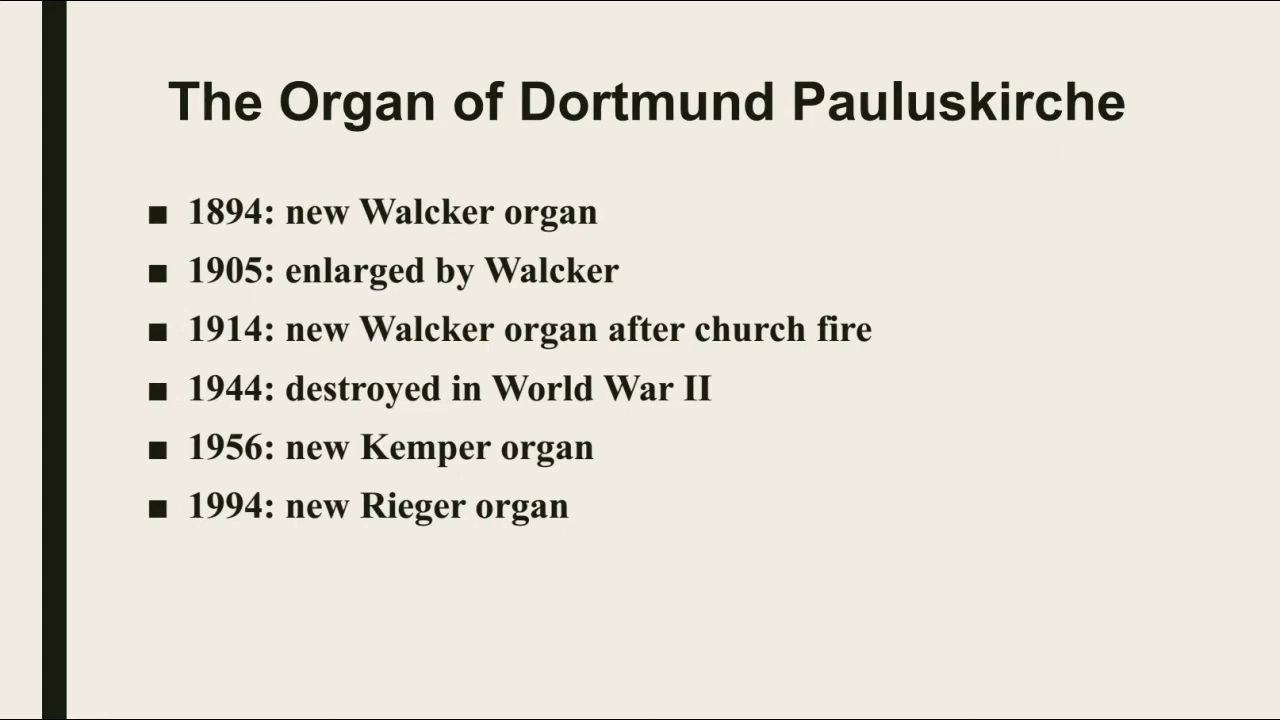 The Organ of Dortmund Pauluskirche
■ 1894: new Walcker organ
■ 1905: enlarged by Walcker
■ 1914: new Walcker organ after church fire
■ 1944: destroyed in World War II
■ 1956: new Kemper organ
■ 1994: new Rieger organ